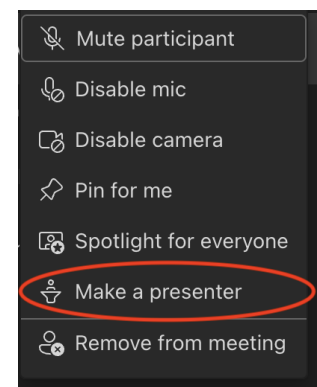 Mute participant
Disable mic
Disable camera
Pin for me
Spotlight for everyone
Make a presenter
Remove from meeting